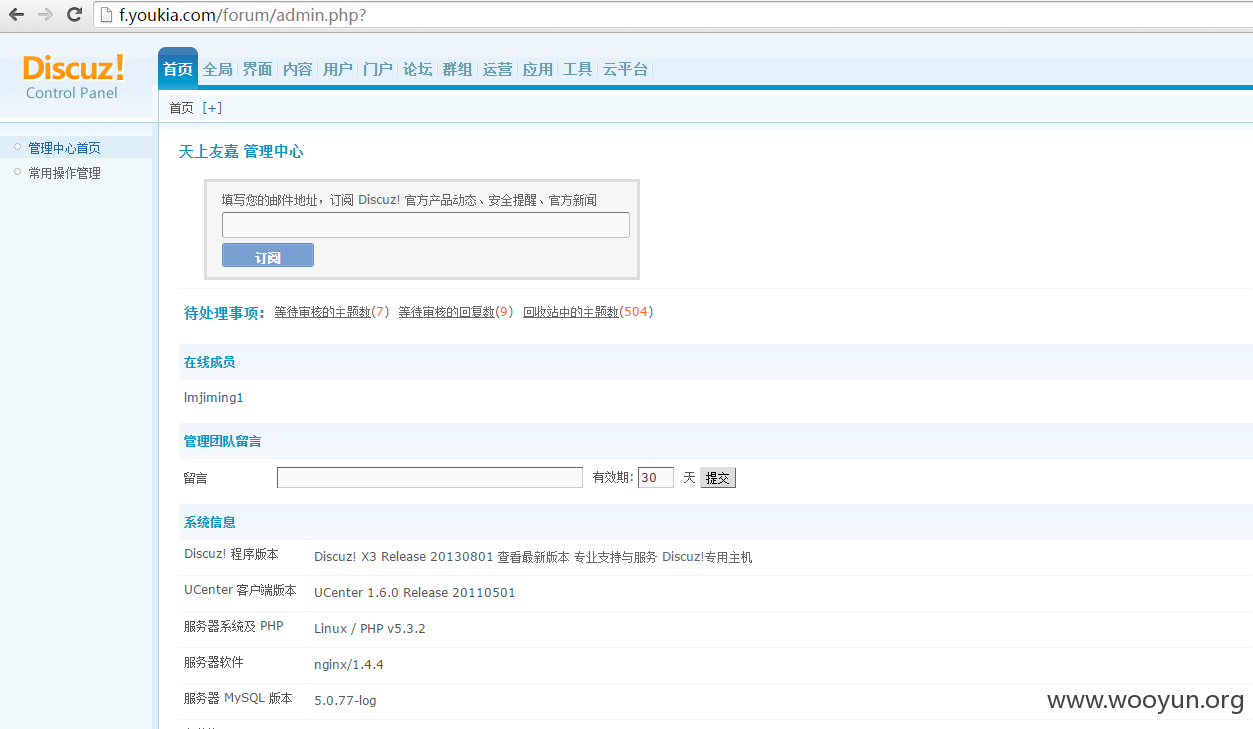 f.youkia.com/forum/admin.php?
Discuz!
Control Panel
首页 全局 界面 内容 用户 门户 论坛 群组 运营 应用 工具 云平台
首页 [+]
管理中心首页
常用操作管理
天上友嘉 管理中心
填写您的邮件地址，订阅 Discuz! 官方产品动态、安全提醒、官方新闻
订阅
待处理事项: 等待审核的主题数(7) 等待审核的回复数(9) 回收站中的主题数(504)
在线成员
lmjiming1
管理团队留言
留言 有效期: 30 天 提交
系统信息
Discuz! 程序版本 Discuz! X3 Release 20130801 查看最新版本 专业支持与服务 Discuz!专用主机
UCenter 客户端版本 UCenter 1.6.0 Release 20110501
服务器系统及 PHP Linux / PHP v5.3.2
服务器软件 nginx/1.4.4
服务器 MySQL 版本 5.0.77-log
www.wooyun.org